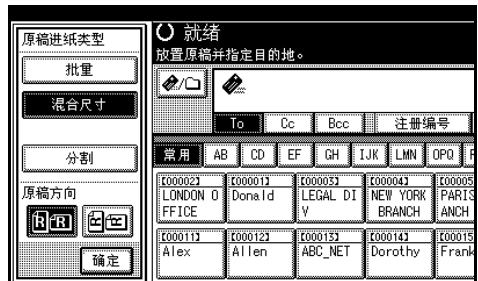 原稿进纸类型
批量
混合尺寸
分割
原稿方向
R R
R R
确定
就绪
放置原稿并指定目的地。
To Cc Bcc 注册编号
常用 AB CD EF GH IJK LMN OPQ
[00002] [00001] [00003] [00004] [00005
LONDON O Donald LEGAL DI NEW YORK PARIS
FFICE V BRANCH ANCH
[00011] [00012] [00013] [00014] [00015
Alex Allen ABC_NET Dorothy Frank